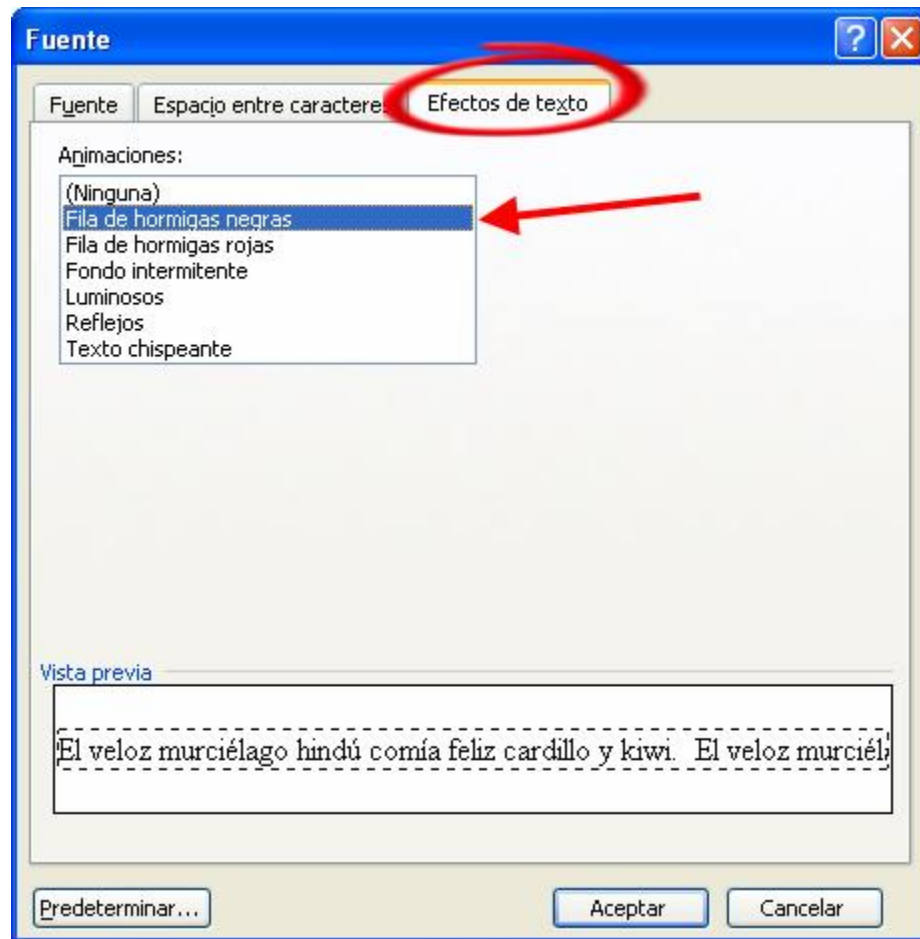 Fuente
Fuente Espacio entre caractere Efectos de texto
Animaciones:
(Ninguna)
Fila de hormigas negras
Fila de hormigas rojas
Fondo intermitente
Luminosos
Reflejos
Texto chispeante
Vista previa
El veloz murciélago hindú comía feliz cardillo y kiwi. El veloz murciél
Predeterminar... Aceptar Cancelar